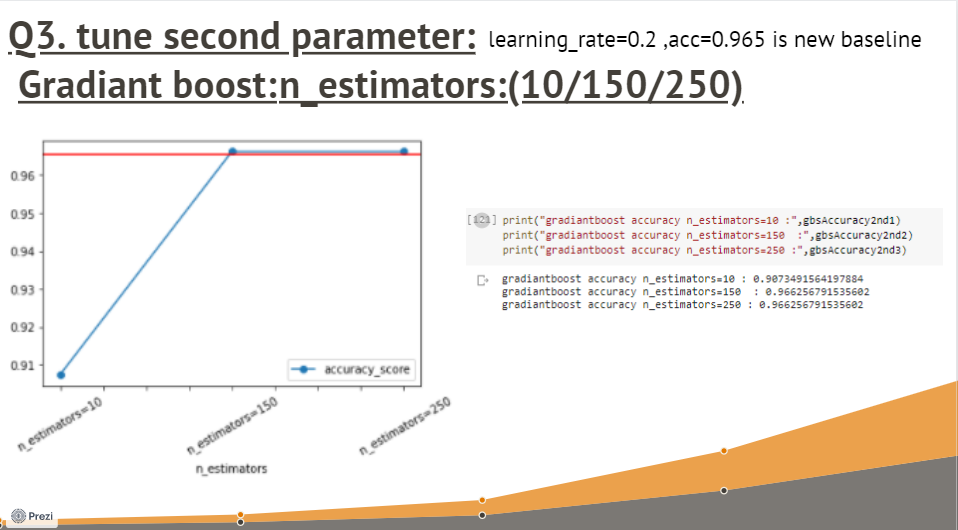 Q3. tune second parameter: learning_rate=0.2 ,acc=0.965 is new baseline
Gradiant boost:n_estimators:(10/150/250)
0.96
0.95
0.94
0.93
0.92
0.91
accuracy_score
n_estimators=10
n_estimators=150
n_estimators=250
n_estimators
[121] print("gradiantboost accuracy n_estimators=10 :",gbsAccuracy2nd1)
print("gradiantboost accuracy n_estimators=150  :",gbsAccuracy2nd2)
print("gradiantboost accuracy n_estimators=250 :",gbsAccuracy2nd3)
gradiantboost accuracy n_estimators=10 : 0.9073491564197884
gradiantboost accuracy n_estimators=150  : 0.966256791535602
gradiantboost accuracy n_estimators=250 : 0.966256791535602
Prezi